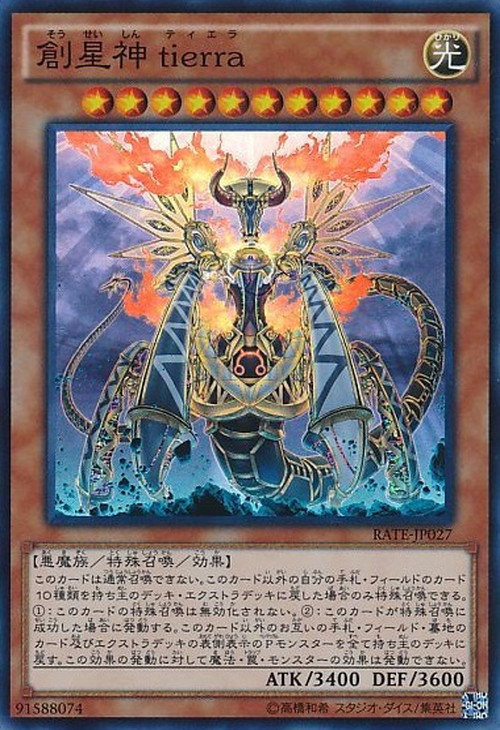 そうせいしん ティエラ
創星神 tierra
ひかり
光
RATE-JP027
【悪魔族／特殊召喚／効果】
このカードは通常召喚できない。このカード以外の自分の手札・フィールドのカード
１０種類を持ち主のデッキ・エクストラデッキに戻した場合のみ特殊召喚できる。
①：このカードの特殊召喚は無効化されない。②：このカードが特殊召喚に
成功した場合に発動する。このカード以外のお互いの手札・フィールド・墓地の
カード及びエクストラデッキの表側表示のＰモンスターを全て持ち主のデッキに
戻す。この効果の発動に対して魔法・罠・モンスターの効果は発動できない。
ATK/3400 DEF/3600
91588074
©高橋和希 スタジオ・ダイス/集英社